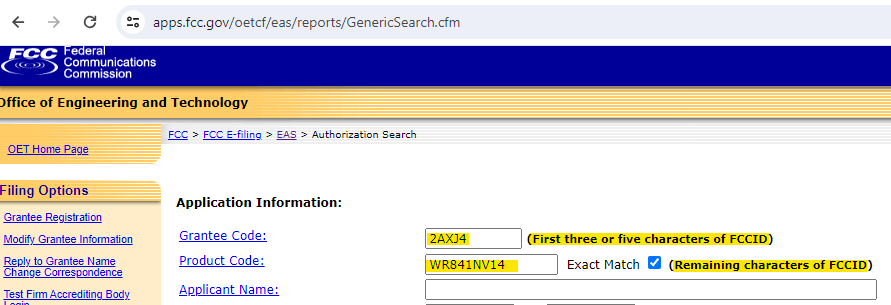 apps.fcc.gov/oetcf/eas/reports/GenericSearch.cfm
FCC Federal
Communications
Commission
Office of Engineering and Technology
FCC > FCC E-filing > EAS > Authorization Search
OET Home Page
Filing Options
Grantee Registration
Modify Grantee Information
Reply to Grantee Name
Change Correspondence
Test Firm Accrediting Body
Login
Application Information:
Grantee Code: 2AXJ4 (First three or five characters of FCCID)
Product Code: WR841NV14 Exact Match (Remaining characters of FCCID)
Applicant Name: